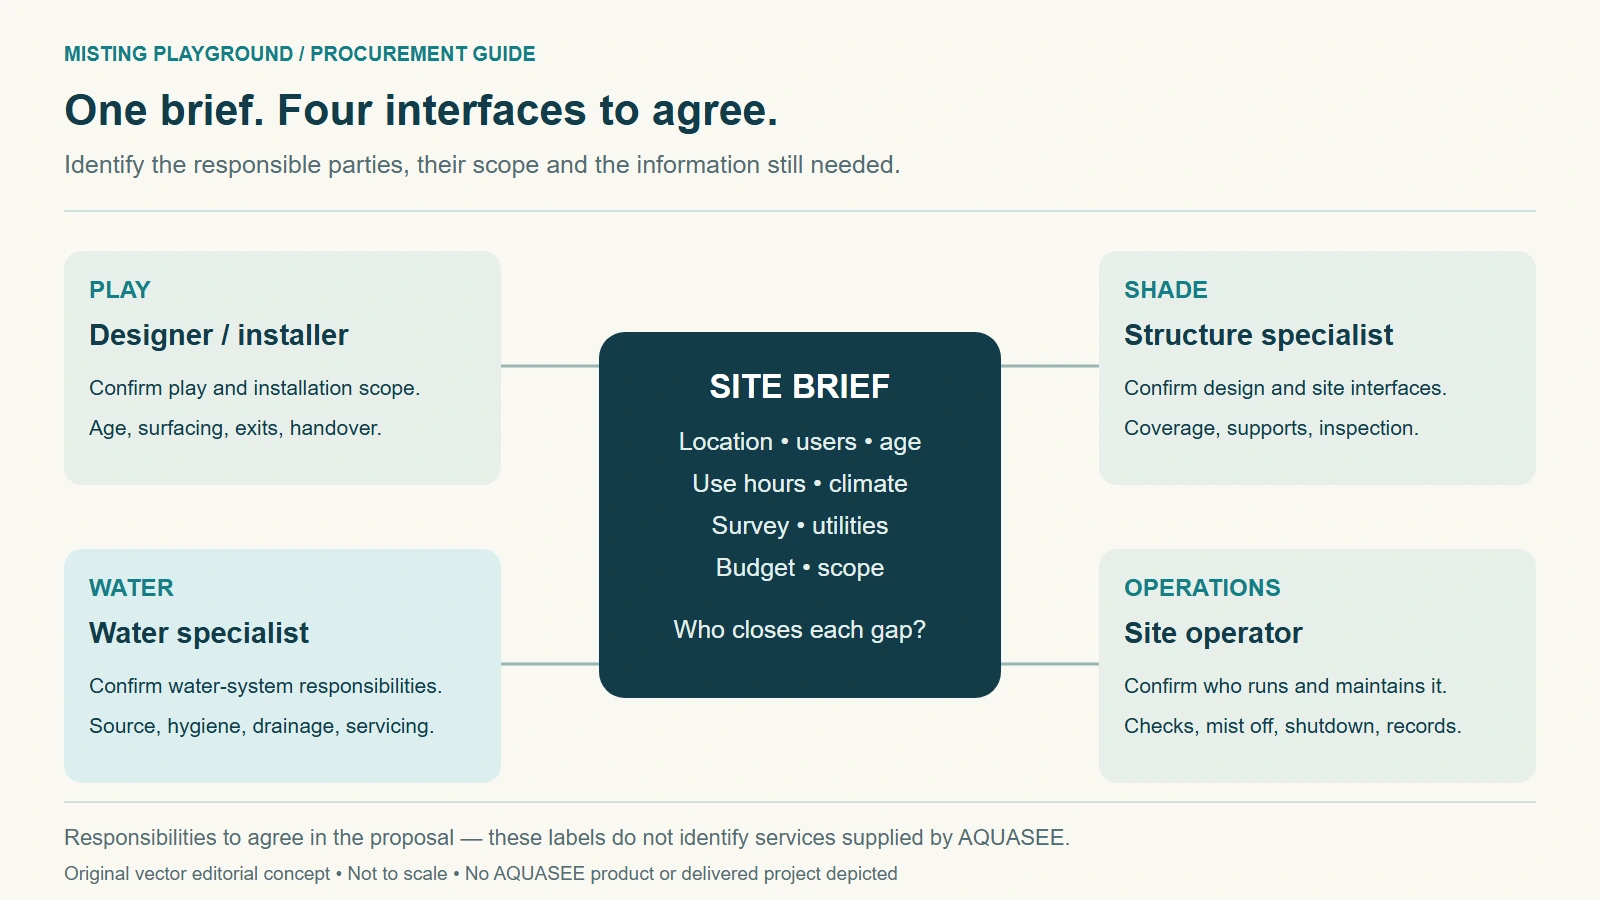 MISTING PLAYGROUND / PROCUREMENT GUIDE
One brief. Four interfaces to agree.
Identify the responsible parties, their scope and the information still needed.
PLAY
Designer / installer
Confirm play and installation scope.
Age, surfacing, exits, handover.
WATER
Water specialist
Confirm water-system responsibilities.
Source, hygiene, drainage, servicing.
SITE BRIEF
Location • users • age
Use hours • climate
Survey • utilities
Budget • scope
Who closes each gap?
SHADE
Structure specialist
Confirm design and site interfaces.
Coverage, supports, inspection.
OPERATIONS
Site operator
Confirm who runs and maintains it.
Checks, mist off, shutdown, records.
Responsibilities to agree in the proposal — these labels do not identify services supplied by AQUASEE.
Original vector editorial concept • Not to scale • No AQUASEE product or delivered project depicted